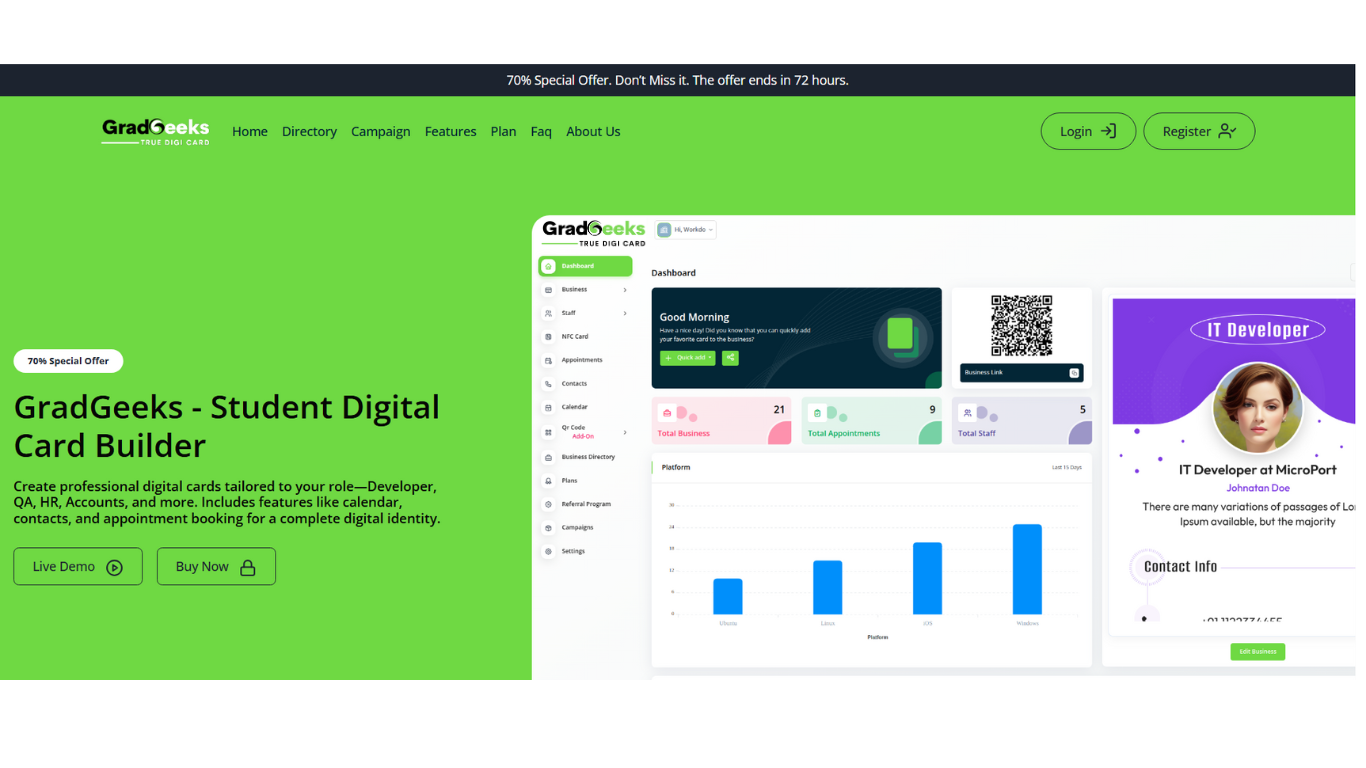 70% Special Offer. Don't Miss it. The offer ends in 72 hours.
GradGeeks
TRUE DIGI CARD
Home Directory Campaign Features Plan Faq About Us
Login
Register
70% Special Offer
GradGeeks - Student Digital
Card Builder
Create professional digital cards tailored to your role—Developer,
QA, HR, Accounts, and more. Includes features like calendar,
contacts, and appointment booking for a complete digital identity.
Live Demo
Buy Now
GradGeeks
TRUE DIGI CARD
Hi, Workdo
Dashboard
Business
Staff
NFC Card
Appointments
Contacts
Calendar
Qr Code
Add-On
Business Directory
Plans
Referral Program
Campaigns
Settings
Dashboard
Good Morning
Have a nice day! Did you know that you can quickly add
your favorite card to the business?
Quick add
Business Link
21
Total Business
9
Total Appointments
5
Total Staff
Platform
Last 15 Days
30
24
18
12
6
0
Ubuntu Linux iOS Windows
Platform
IT Developer
IT Developer at MicroPort
Johnatan Doe
There are many variations of passages of Lor
Ipsum available, but the majority
Contact Info
Edit Business